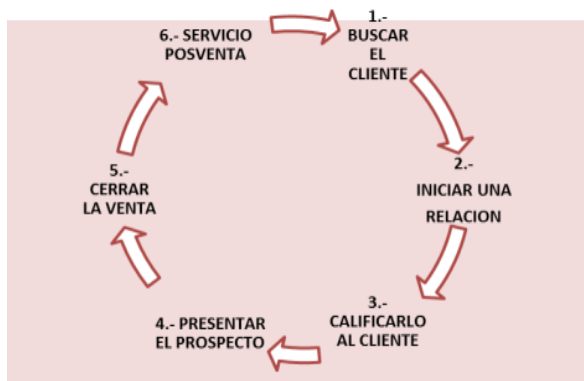 1.-
BUSCAR
EL
CLIENTE
2.-
INICIAR UNA
RELACION
3.-
CALIFICARLO
AL CLIENTE
4.- PRESENTAR
EL PROSPECTO
5.-
CERRAR
LA VENTA
6.- SERVICIO
POSVENTA